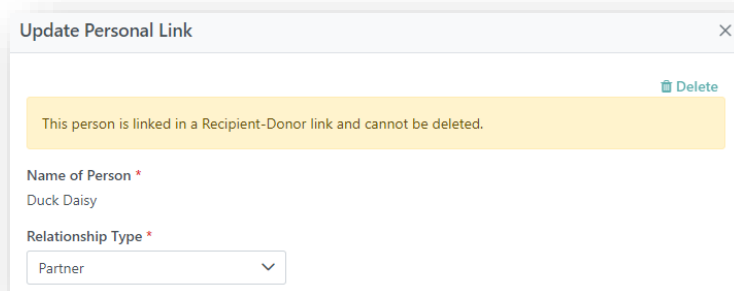 Update Personal Link
Delete
This person is linked in a Recipient-Donor link and cannot be deleted.
Name of Person *
Duck Daisy
Relationship Type *
Partner